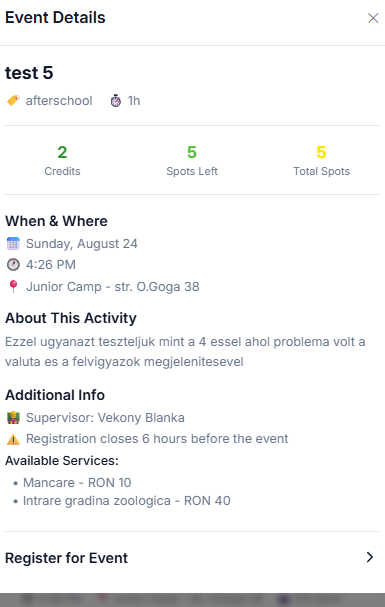 Event Details
test 5
afterschool 1h
2 5 5
Credits Spots Left Total Spots
When & Where
Sunday, August 24
4:26 PM
Junior Camp - str. O.Goga 38
About This Activity
Ezzel ugyanazt teszteljuk mint a 4 essel ahol problema volt a
valuta es a felvigyazok megjelenitesevel
Additional Info
Supervisor: Vekony Blanka
Registration closes 6 hours before the event
Available Services:
• Mancare - RON 10
• Intrare gradina zoologica - RON 40
Register for Event